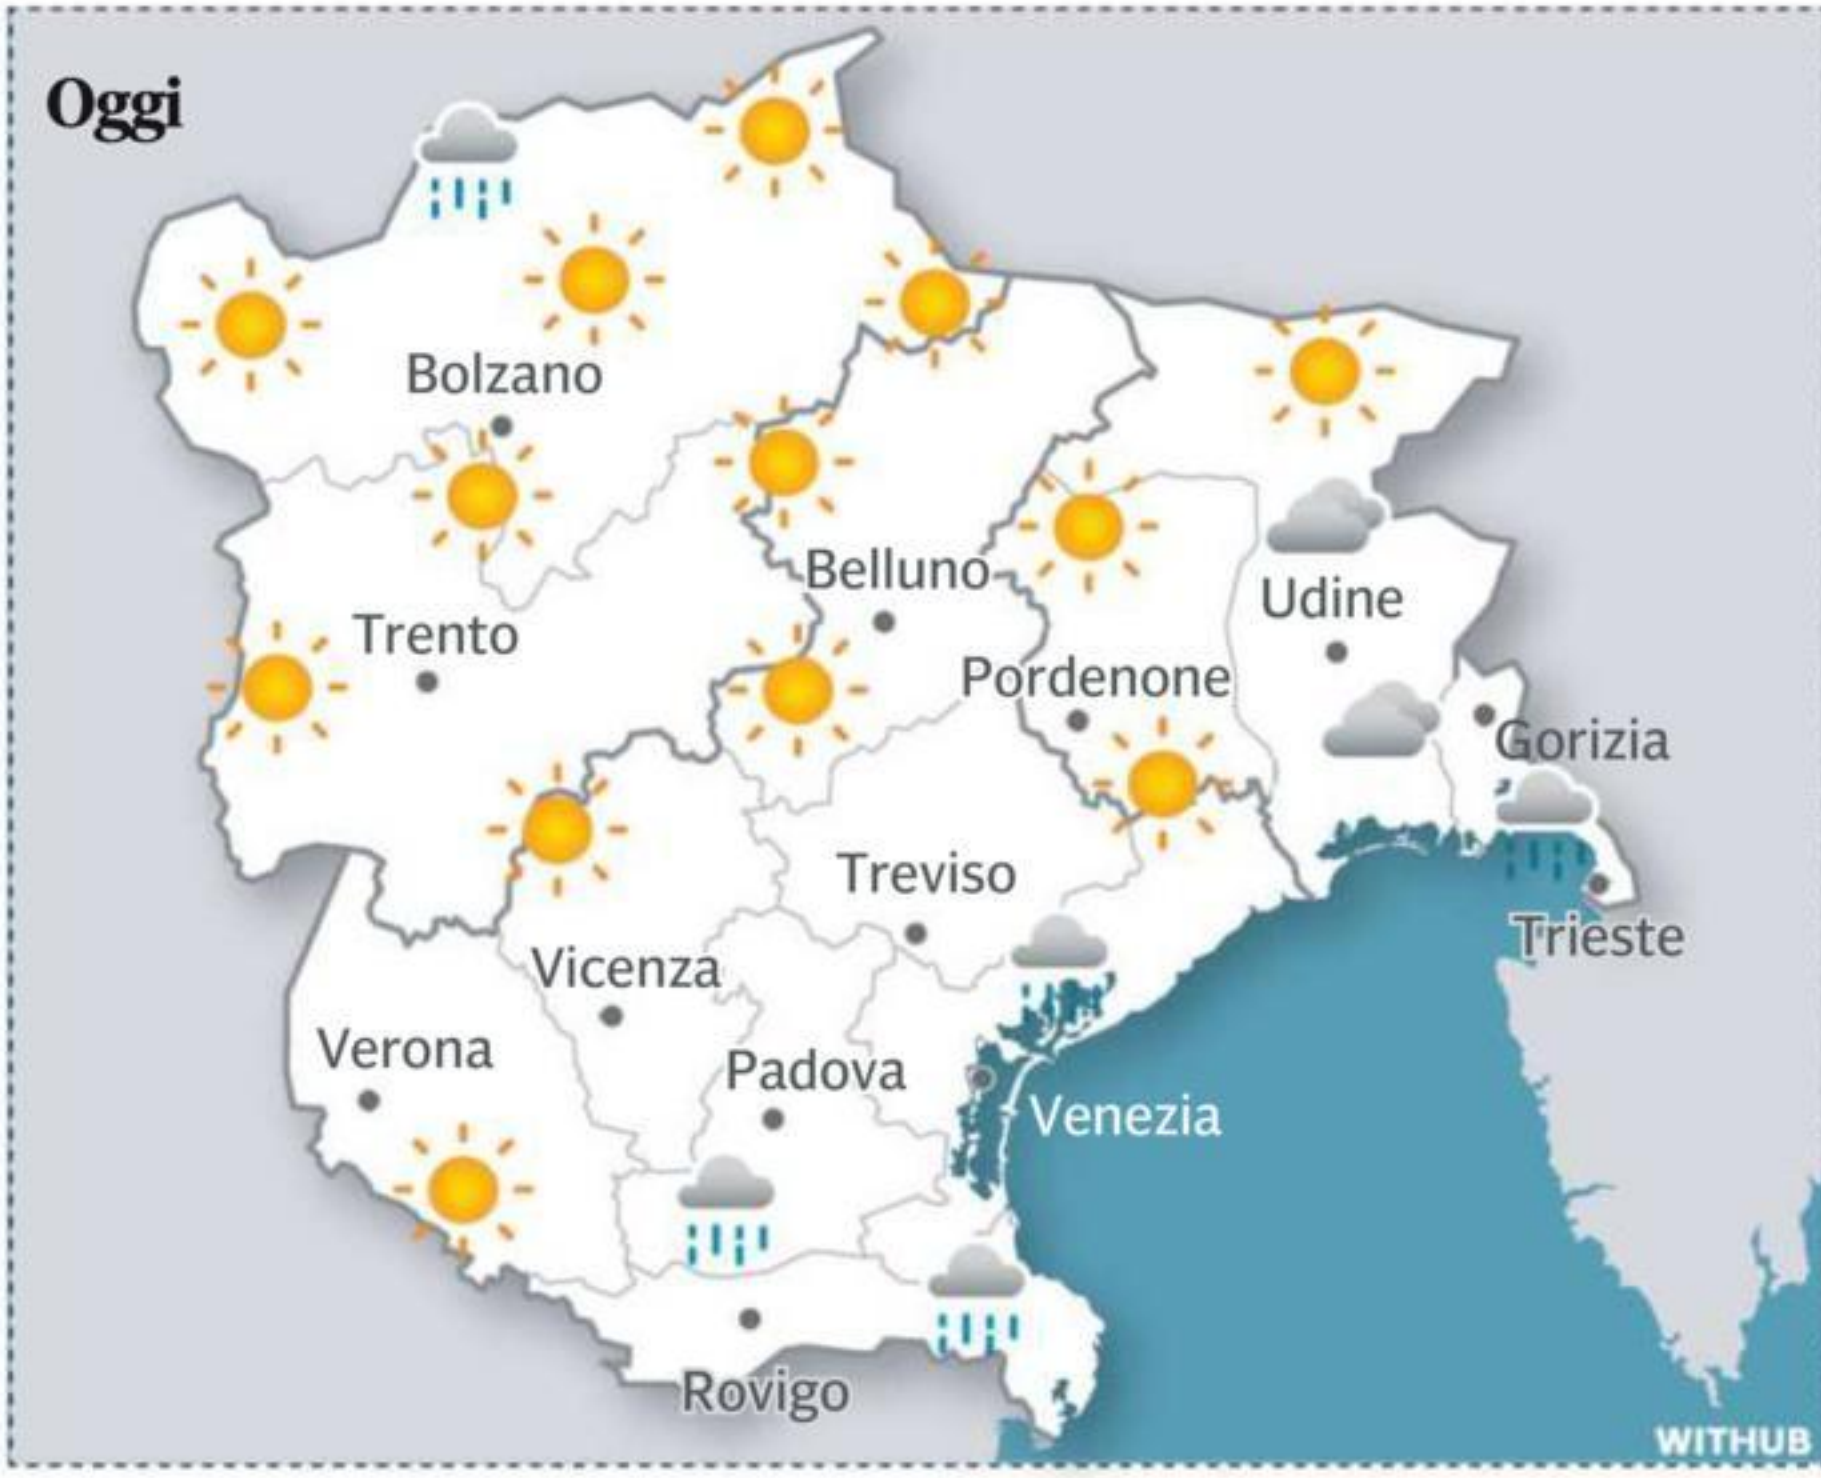 Oggi
Bolzano
Belluno
Udine
Trento
Pordenone
Gorizia
Treviso
Trieste
Vicenza
Verona
Padova
Venezia
Rovigo
WITHUB